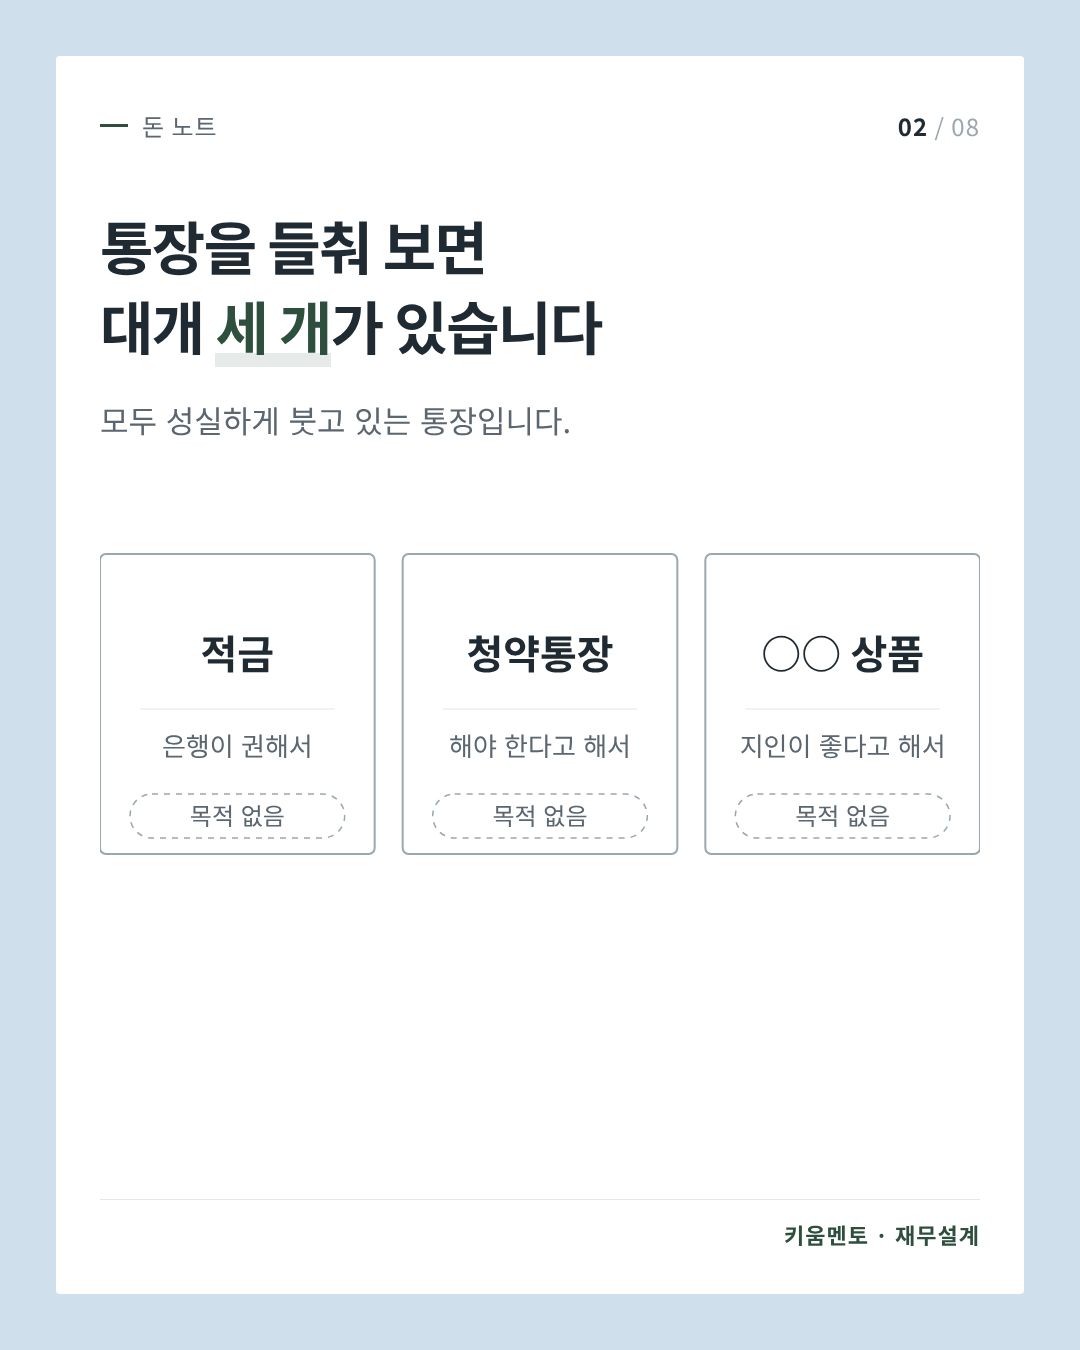 돈 노트
02 / 08
통장을 들춰 보면
대개 세 개가 있습니다
모두 성실하게 붓고 있는 통장입니다.
적금
은행이 권해서
목적 없음
청약통장
해야 한다고 해서
목적 없음
○○ 상품
지인이 좋다고 해서
목적 없음
키움멘토 · 재무설계